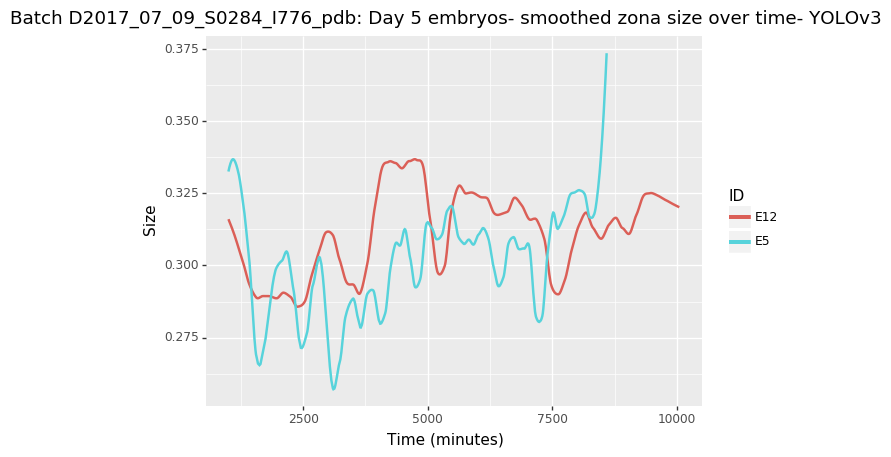 Batch D2017_07_09_S0284_I776_pdb: Day 5 embryos- smoothed zona size over time- YOLOv3
0.375
0.350
0.325
0.300
0.275
Size
2500
5000
7500
10000
Time (minutes)
ID
E12
E5